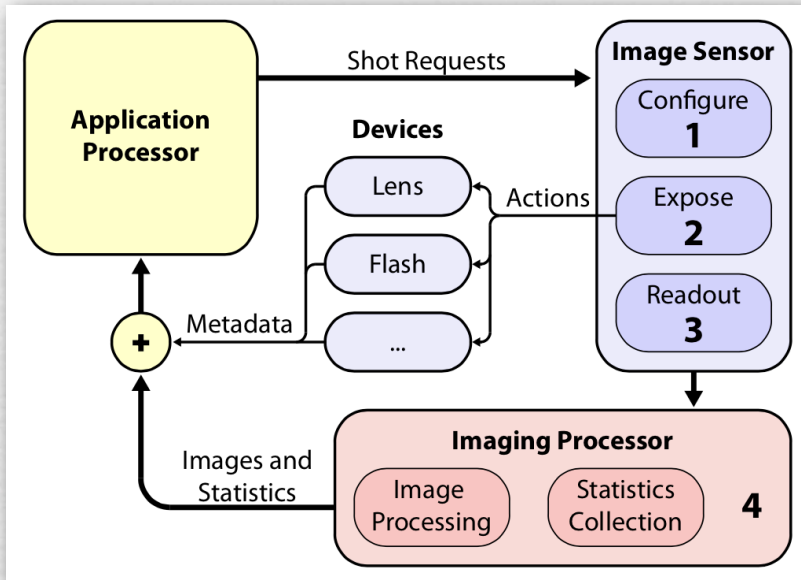 Application
Processor
Shot Requests
Image Sensor
Configure
1
Devices
Lens
Actions
Expose
2
Flash
Readout
3
Metadata
...
+
Imaging Processor
Images and
Statistics
Image
Processing
Statistics
Collection
4